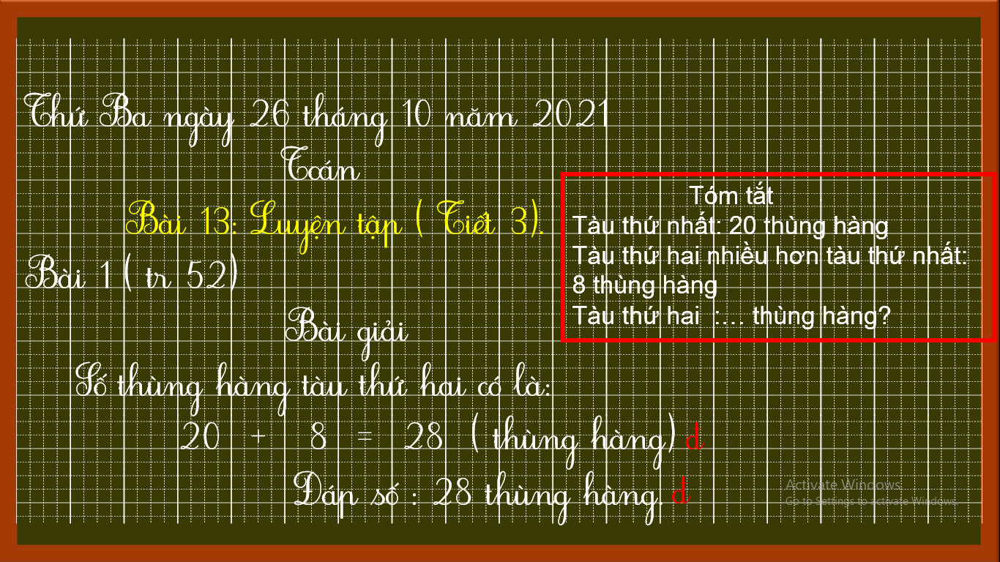 Thứ Ba ngày 26 tháng 10 năm 2021
Toán
Bài 13: Luyện tập ( Tiết 3).
Bài 1 ( tr 52)
Tóm tắt
Tàu thứ nhất: 20 thùng hàng
Tàu thứ hai nhiều hơn tàu thứ nhất:
8 thùng hàng
Tàu thứ hai :... thùng hàng?
Bài giải
Số thùng hàng tàu thứ hai có là:
20 + 8 = 28 ( thùng hàng) đ
Đáp số : 28 thùng hàng. đ
Activate Windows
Go to Settings to activate Windows.